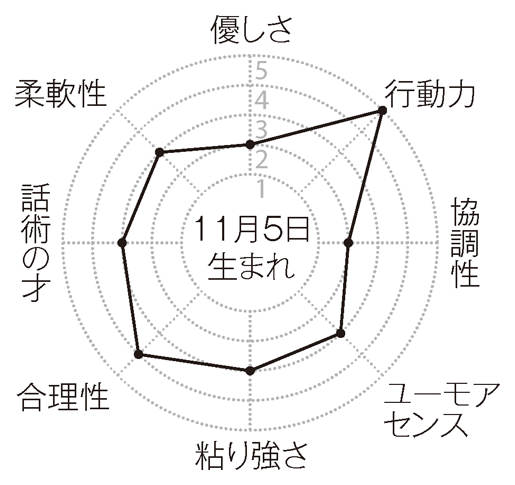 優しさ
行動力
協調性
ユーモア
センス
粘り強さ
合理性
話術の才
柔軟性
5
4
3
2
1
11月5日
生まれ